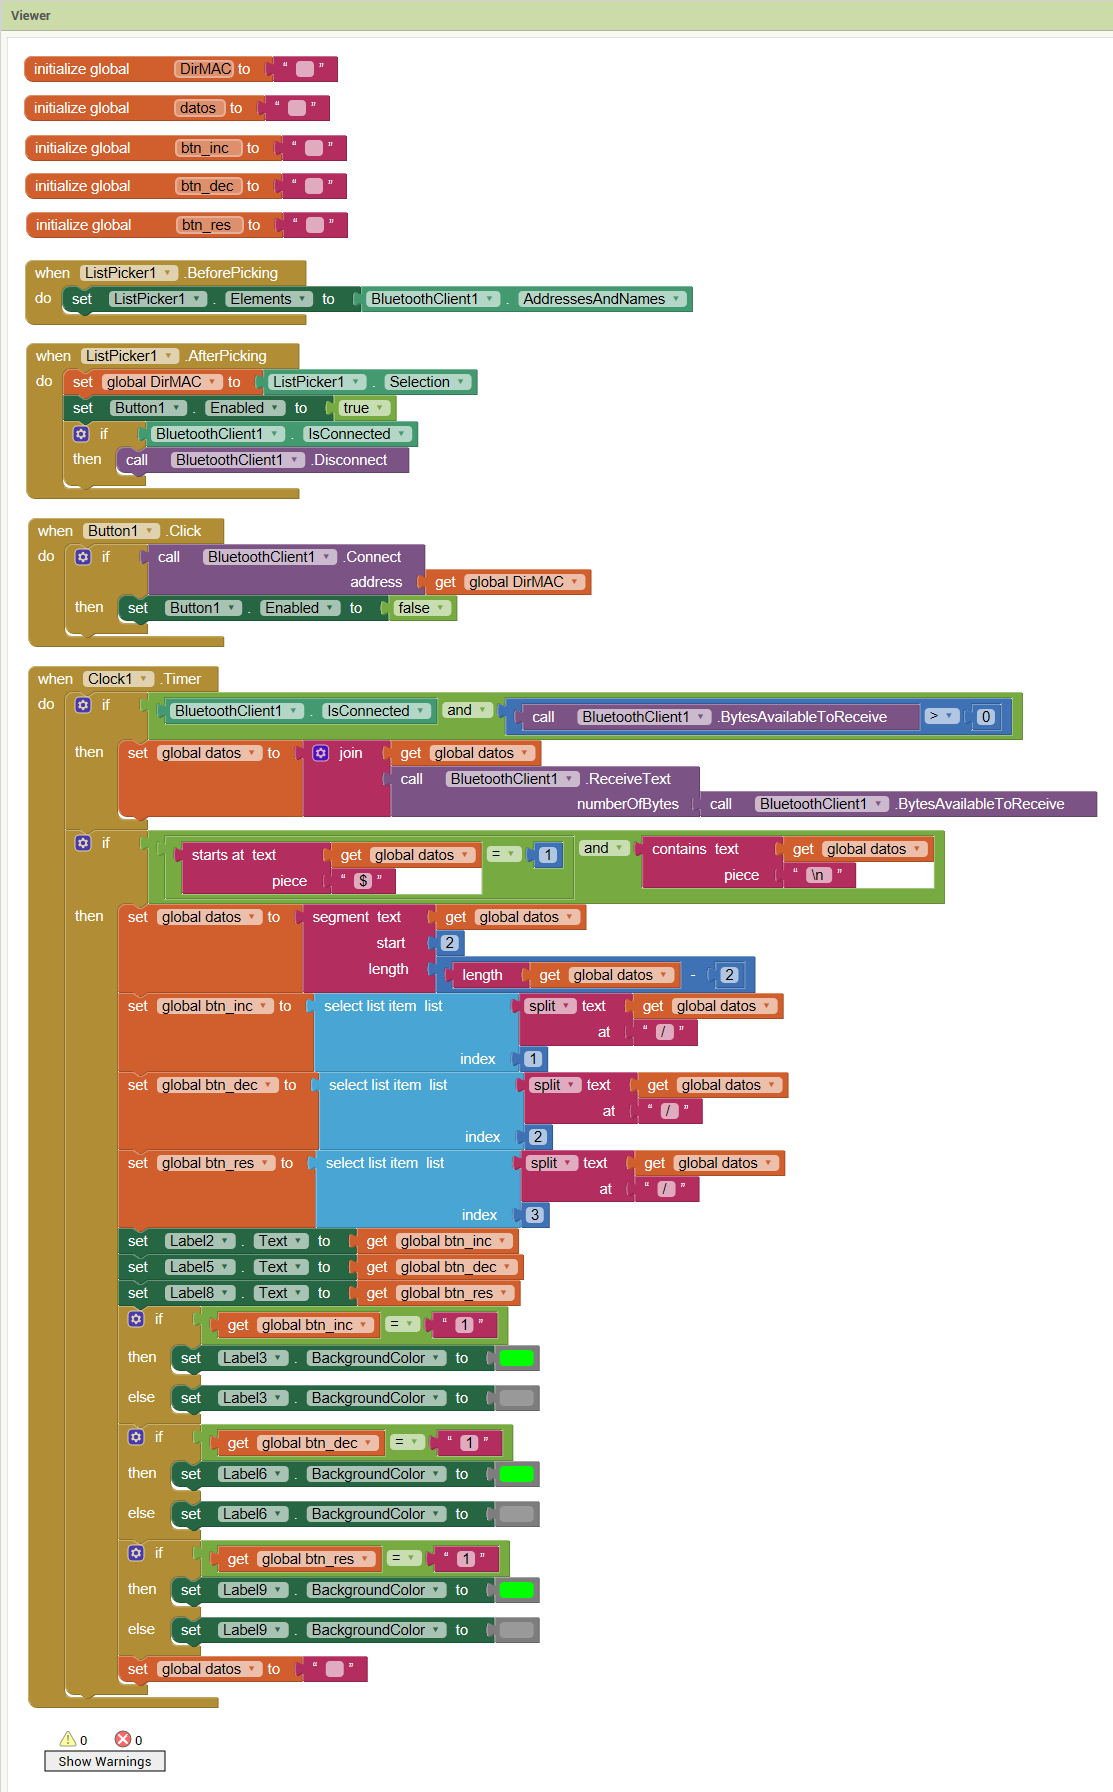 Viewer
initialize global DirMAC to “ ”
initialize global datos to “ ”
initialize global btn_inc to “ ”
initialize global btn_dec to “ ”
initialize global btn_res to “ ”
when ListPicker1 .BeforePicking
do set ListPicker1 . Elements to BluetoothClient1 . AddressesAndNames
when ListPicker1 .AfterPicking
do set global DirMAC to ListPicker1 . Selection
set Button1 . Enabled to true
if BluetoothClient1 . IsConnected
then call BluetoothClient1 .Disconnect
when Button1 .Click
do if call BluetoothClient1 .Connect
address get global DirMAC
then set Button1 . Enabled to false
when Clock1 .Timer
do if BluetoothClient1 . IsConnected and call BluetoothClient1 .BytesAvailableToReceive > 0
then set global datos to join get global datos
call BluetoothClient1 .ReceiveText
numberOfBytes call BluetoothClient1 .BytesAvailableToReceive
if starts at text get global datos = 1 and contains text get global datos
piece “ $ ” piece “ \n ”
then set global datos to segment text get global datos
start 2
length length get global datos - 2
set global btn_inc to select list item list split text get global datos
at “ / ”
index 1
set global btn_dec to select list item list split text get global datos
at “ / ”
index 2
set global btn_res to select list item list split text get global datos
at “ / ”
index 3
set Label2 . Text to get global btn_inc
set Label5 . Text to get global btn_dec
set Label8 . Text to get global btn_res
if get global btn_inc = “ 1 ”
then set Label3 . BackgroundColor to
else set Label3 . BackgroundColor to
if get global btn_dec = “ 1 ”
then set Label6 . BackgroundColor to
else set Label6 . BackgroundColor to
if get global btn_res = “ 1 ”
then set Label9 . BackgroundColor to
else set Label9 . BackgroundColor to
set global datos to “ ”
0 0
Show Warnings